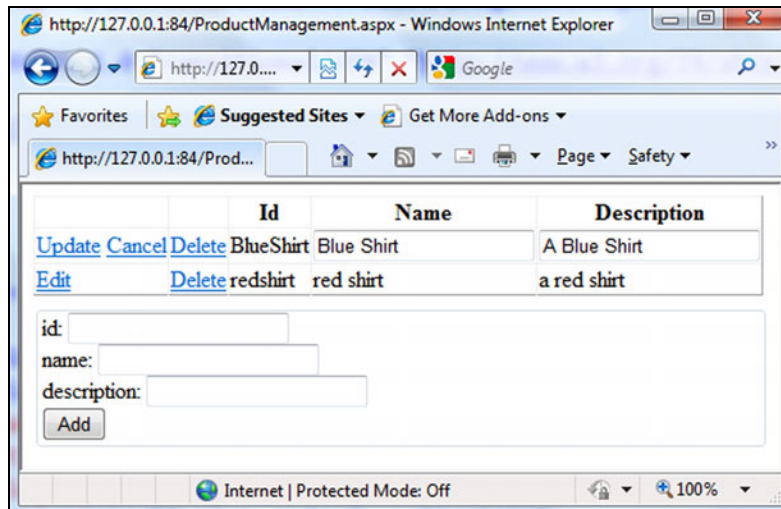 http://127.0.0.1:84/ProductManagement.aspx - Windows Internet Explorer
http://127.0.... Google
Favorites Suggested Sites Get More Add-ons
http://127.0.0.1:84/Prod... Page Safety »
Id Name Description
Update Cancel Delete BlueShirt Blue Shirt A Blue Shirt
Edit Delete redshirt red shirt a red shirt
id:
name:
description:
Add
Internet | Protected Mode: Off 100%